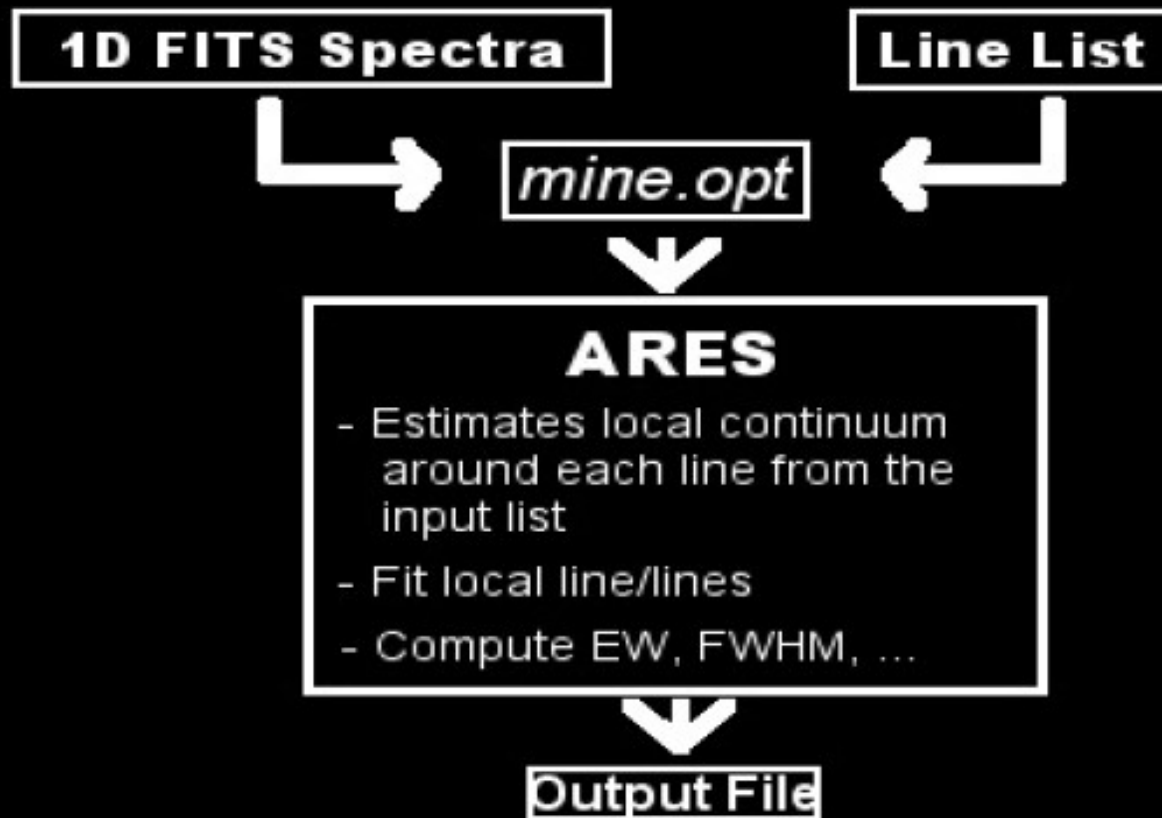 1D FITS Spectra
Line List
mine.opt
ARES
- Estimates local continuum
around each line from the
input list
- Fit local line/lines
- Compute EW, FWHM, ...
Output File